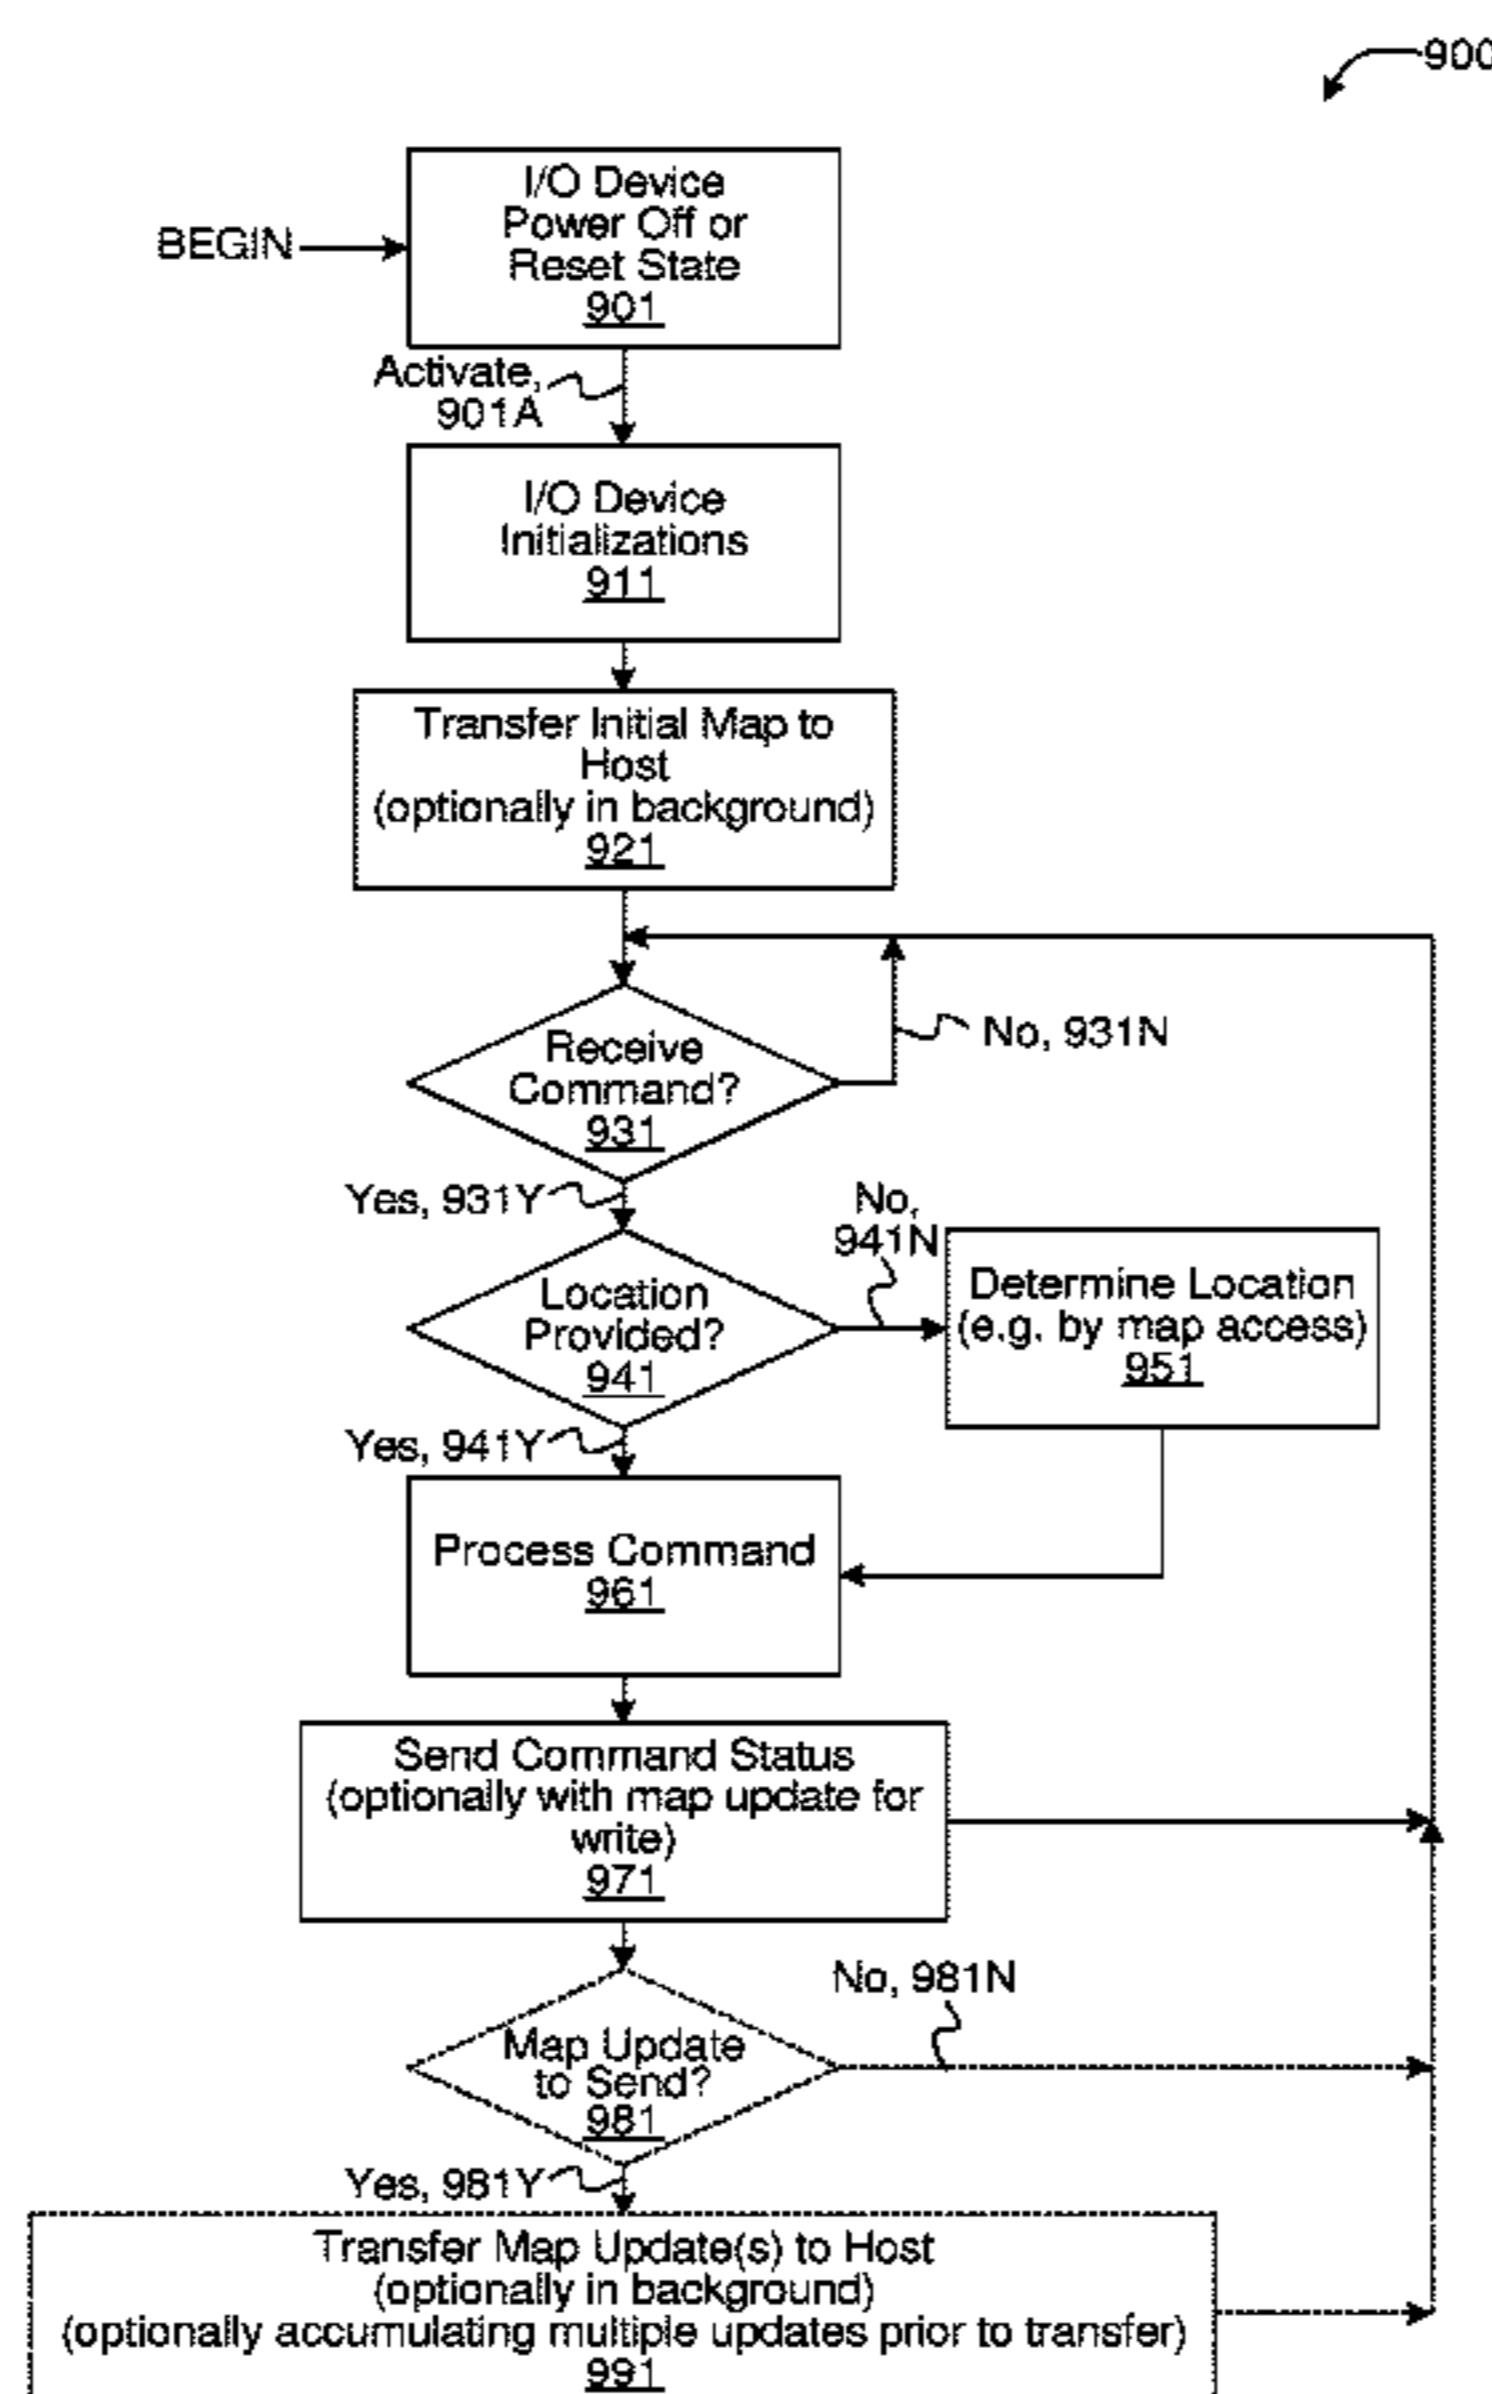 900
I/O Device
Power Off or
Reset State
901
BEGIN
Activate,
901A
I/O Device
Initializations
911
Transfer Initial Map to
Host
(optionally in background)
921
Receive
Command?
931
No, 931N
Yes, 931Y
No,
941N
Location
Provided?
941
Determine Location
(e.g. by map access)
951
Yes, 941Y
Process Command
961
Send Command Status
(optionally with map update for
write)
971
No, 981N
Map Update
to Send?
981
Yes, 981Y
Transfer Map Update(s) to Host
(optionally in background)
(optionally accumulating multiple updates prior to transfer)
991